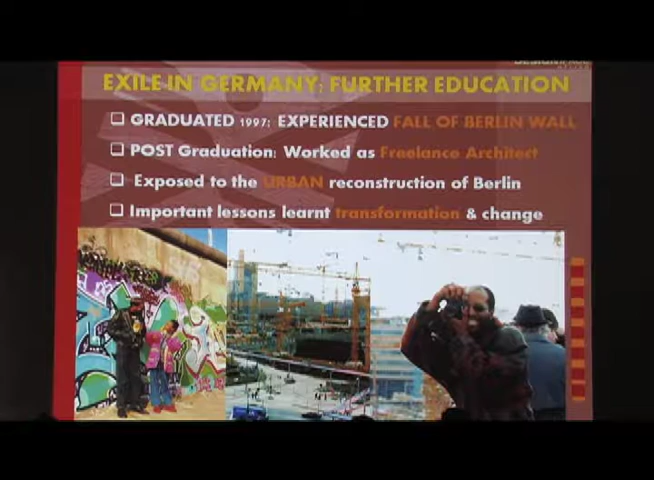 EXILE IN GERMANY: FURTHER EDUCATION
GRADUATED 1997: EXPERIENCED FALL OF BERLIN WALL
POST Graduation: Worked as Freelance Architect
Exposed to the URBAN reconstruction of Berlin
Important lessons learnt transformation & change